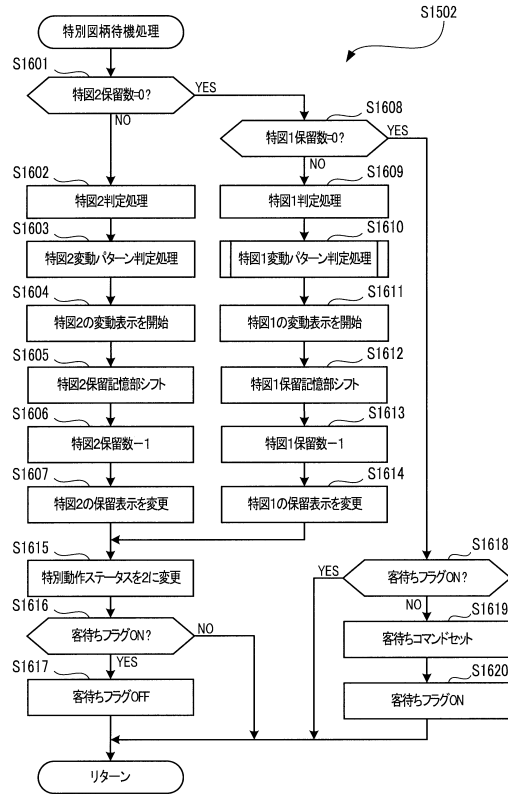 S1502
特別図柄待機処理
S1601
特図2保留数=0?
YES
NO
S1608
特図1保留数=0?
YES
NO
S1602
特図2判定処理
S1603
特図2変動パターン判定処理
S1604
特図2の変動表示を開始
S1605
特図2保留記憶部シフト
S1606
特図2保留数−1
S1607
特図2の保留表示を変更
S1609
特図1判定処理
S1610
特図1変動パターン判定処理
S1611
特図1の変動表示を開始
S1612
特図1保留記憶部シフト
S1613
特図1保留数−1
S1614
特図1の保留表示を変更
S1615
特別動作ステータスを2に変更
S1616
客待ちフラグON?
NO
YES
S1617
客待ちフラグOFF
S1618
YES
客待ちフラグON?
NO
S1619
客待ちコマンドセット
S1620
客待ちフラグON
リターン